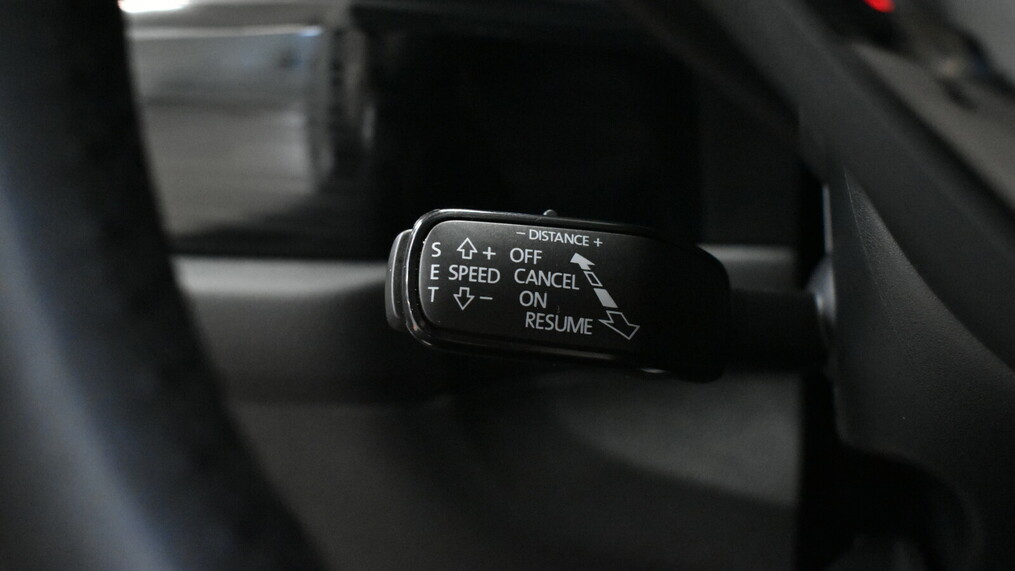 - DISTANCE +
S E T
+ OFF
SPEED CANCEL
- ON
RESUME